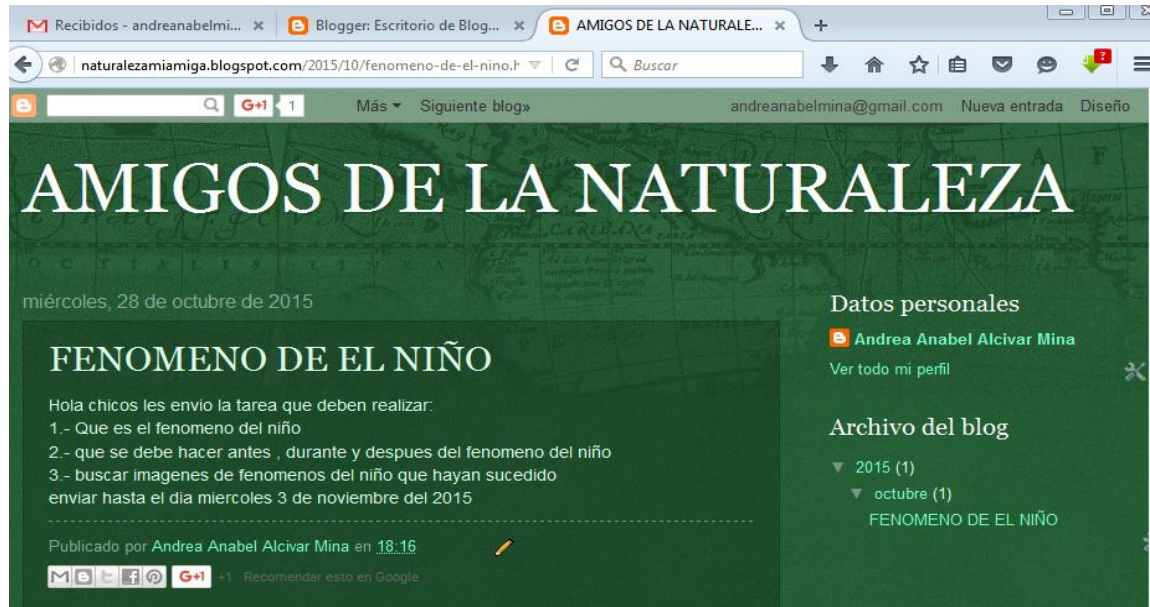 Recibidos - andreanabelmi...
Blogger: Escritorio de Blog...
AMIGOS DE LA NATURALE...
naturalezamiamiga.blogspot.com/2015/10/fenomeno-de-el-nino.h
Buscar
?
G+1 1 Más Siguiente blog» andreanabelmina@gmail.com Nueva entrada Diseño
AMIGOS DE LA NATURALEZA
miércoles, 28 de octubre de 2015
FENOMENO DE EL NIÑO
Hola chicos les envio la tarea que deben realizar:
1.- Que es el fenomeno del niño
2.- que se debe hacer antes , durante y despues del fenomeno del niño
3.- buscar imagenes de fenomenos del niño que hayan sucedido
enviar hasta el dia miercoles 3 de noviembre del 2015
Publicado por Andrea Anabel Alcivar Mina en 18:16
G+1 +1 Recomendar esto en Google
Datos personales
Andrea Anabel Alcivar Mina
Ver todo mi perfil
Archivo del blog
▼ 2015 (1)
▼ octubre (1)
FENOMENO DE EL NIÑO